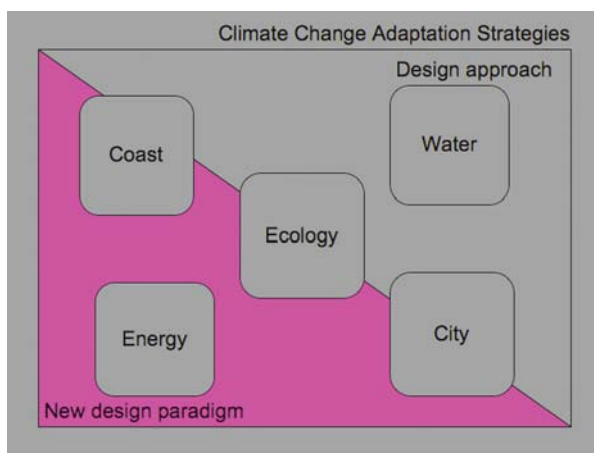 Climate Change Adaptation Strategies
Design approach
Coast
Water
Ecology
Energy
City
New design paradigm